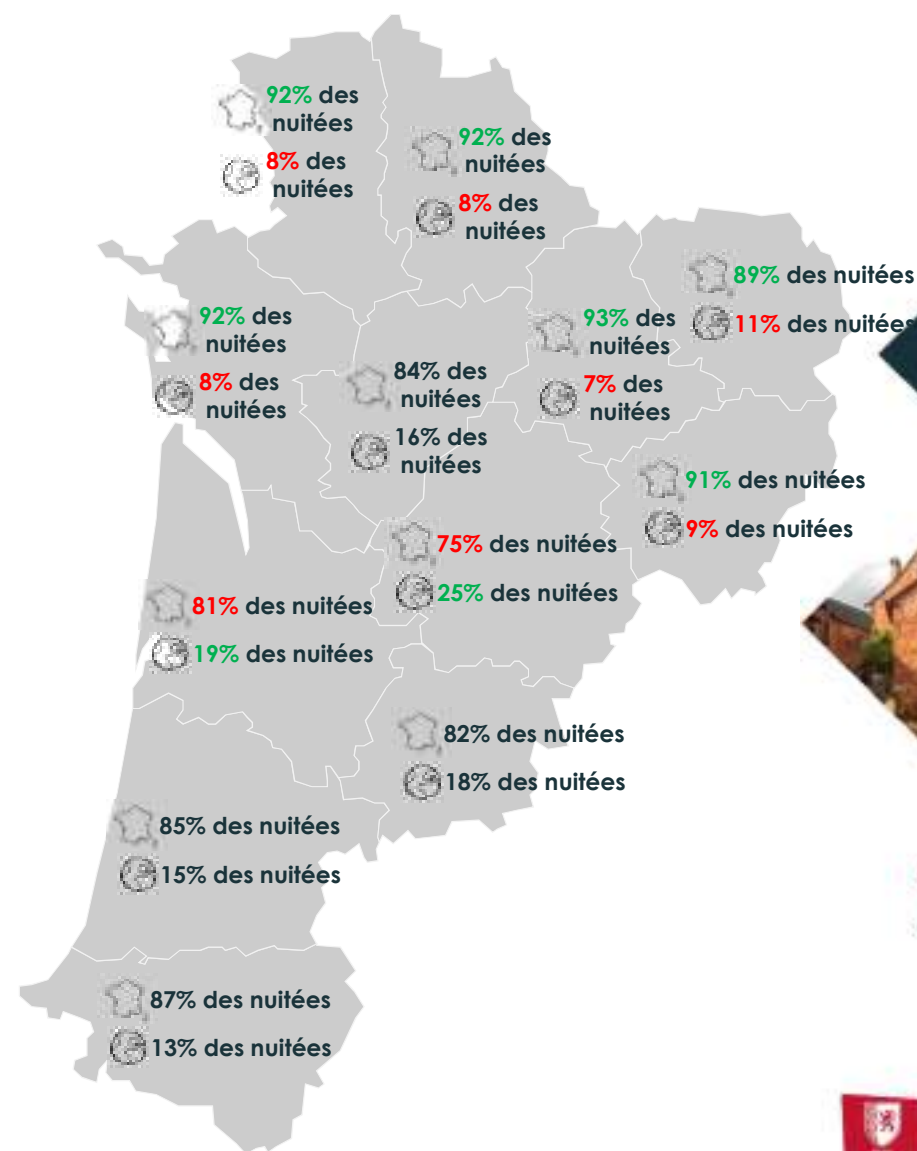 92% des
nuitées
8% des
nuitées
92% des
nuitées
8% des
nuitées
89% des nuitées
11% des nuitées
92% des
nuitées
8% des
nuitées
93% des
nuitées
7% des
nuitées
84% des
nuitées
16% des
nuitées
91% des nuitées
9% des nuitées
75% des nuitées
25% des nuitées
81% des nuitées
19% des nuitées
82% des nuitées
18% des nuitées
85% des nuitées
15% des nuitées
87% des nuitées
13% des nuitées